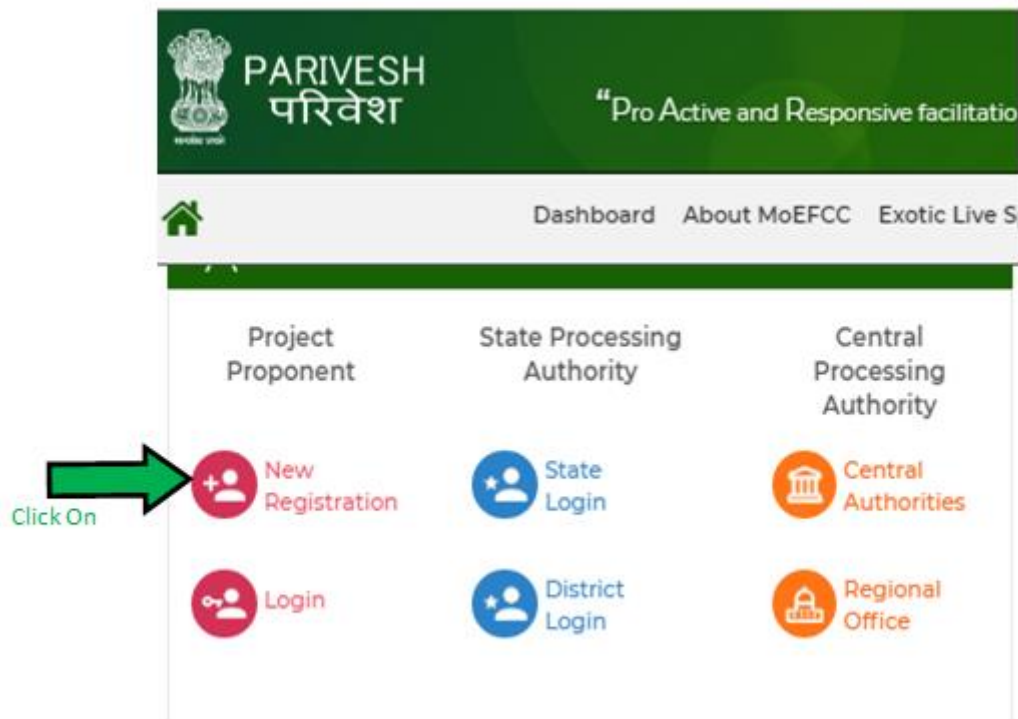 PARIVESH
परिवेश
“Pro Active and Responsive facilitatio
Dashboard About MoEFCC Exotic Live S
Project
Proponent
State Processing
Authority
Central
Processing
Authority
Click On
New
Registration
State
Login
Central
Authorities
Login
District
Login
Regional
Office